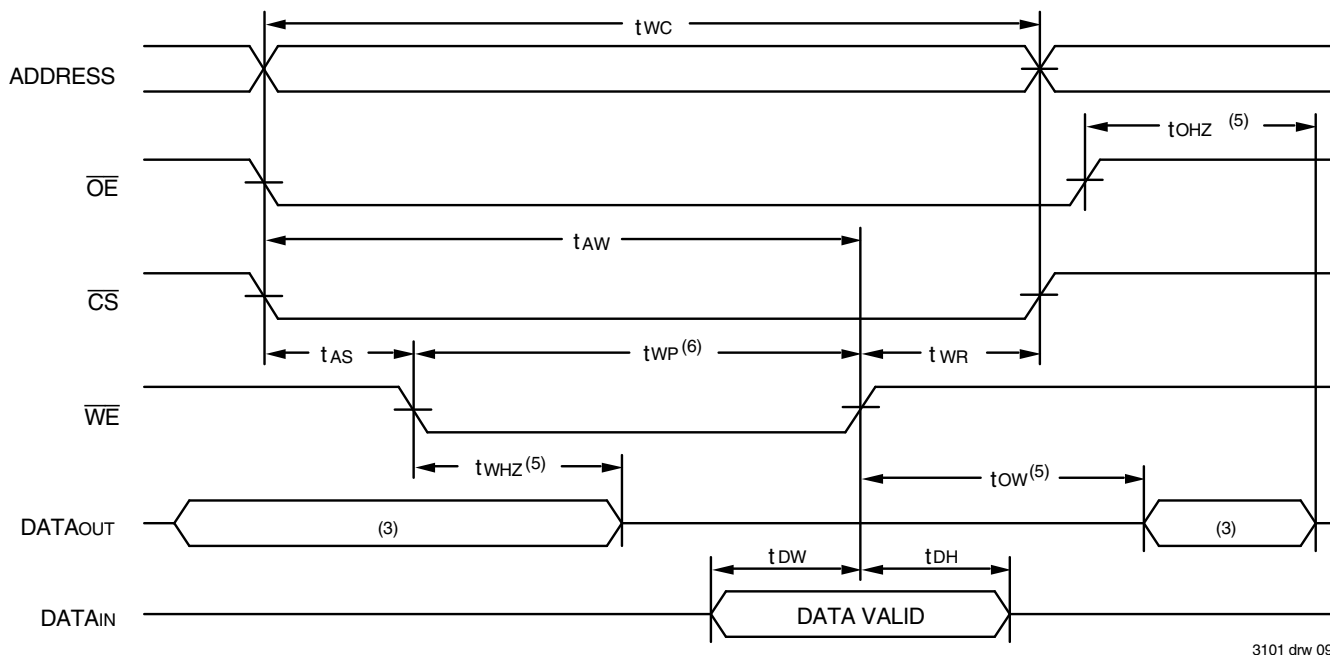 tWC
ADDRESS
tOHZ (5)
OE
tAW
CS
tAS
tWP(6)
tWR
WE
tWHZ(5)
tOW(5)
DATAOUT
(3)
(3)
tDW
tDH
DATAIN
DATA VALID
3101 drw 09